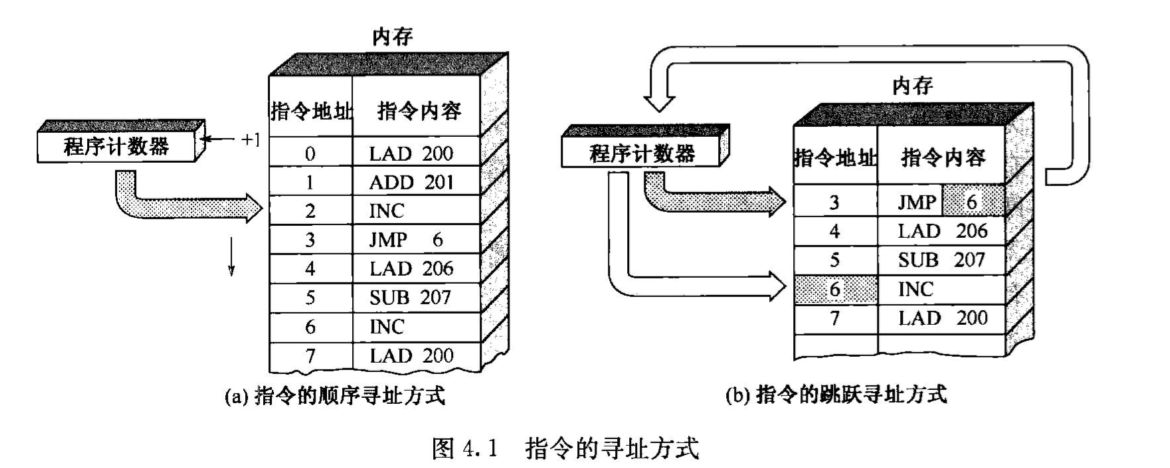 内存
指令地址 指令内容
程序计数器 +1
0 LAD 200
1 ADD 201
2 INC
3 JMP 6
4 LAD 206
5 SUB 207
6 INC
7 LAD 200
(a) 指令的顺序寻址方式
内存
程序计数器
指令地址 指令内容
3 JMP 6
4 LAD 206
5 SUB 207
6 INC
7 LAD 200
(b) 指令的跳跃寻址方式
图 4.1 指令的寻址方式